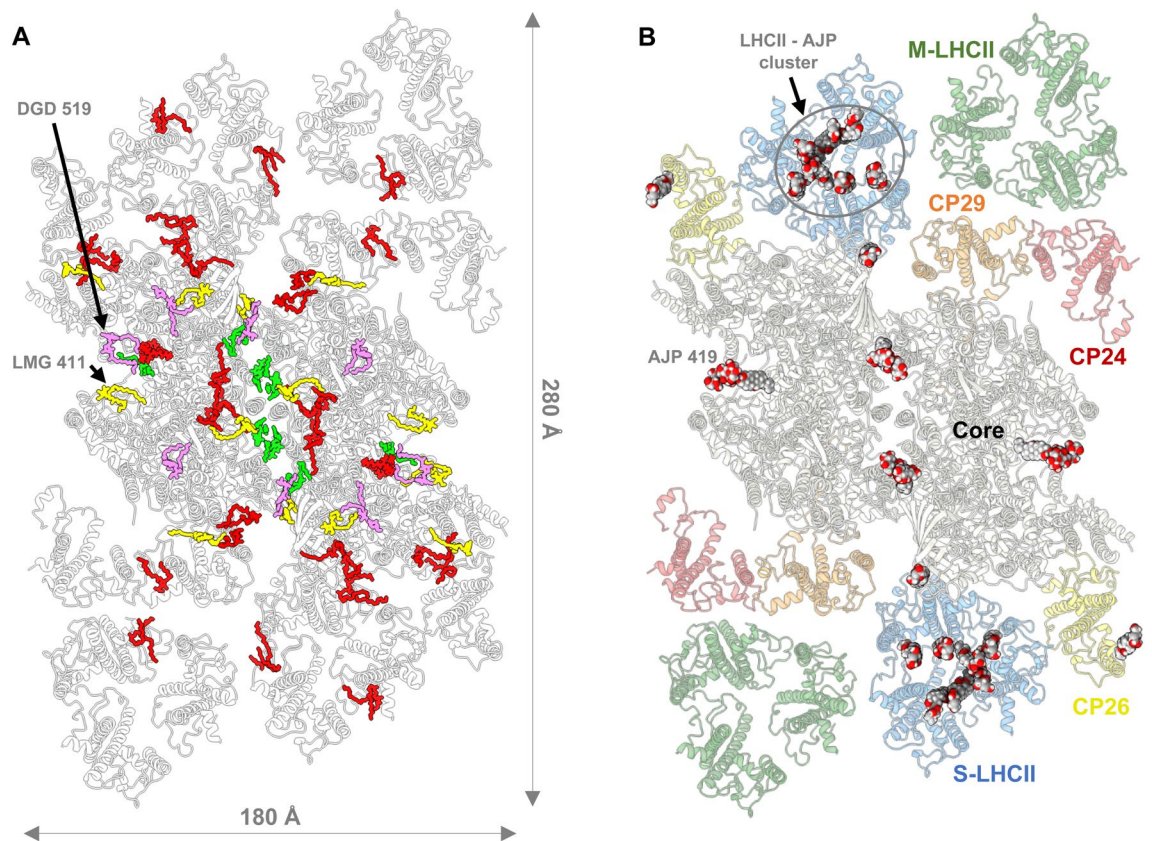 A
DGD 519
LMG 411
280 Å
180 Å
B
LHCII - AJP
cluster
M-LHCII
CP29
CP24
AJP 419
Core
CP26
S-LHCII